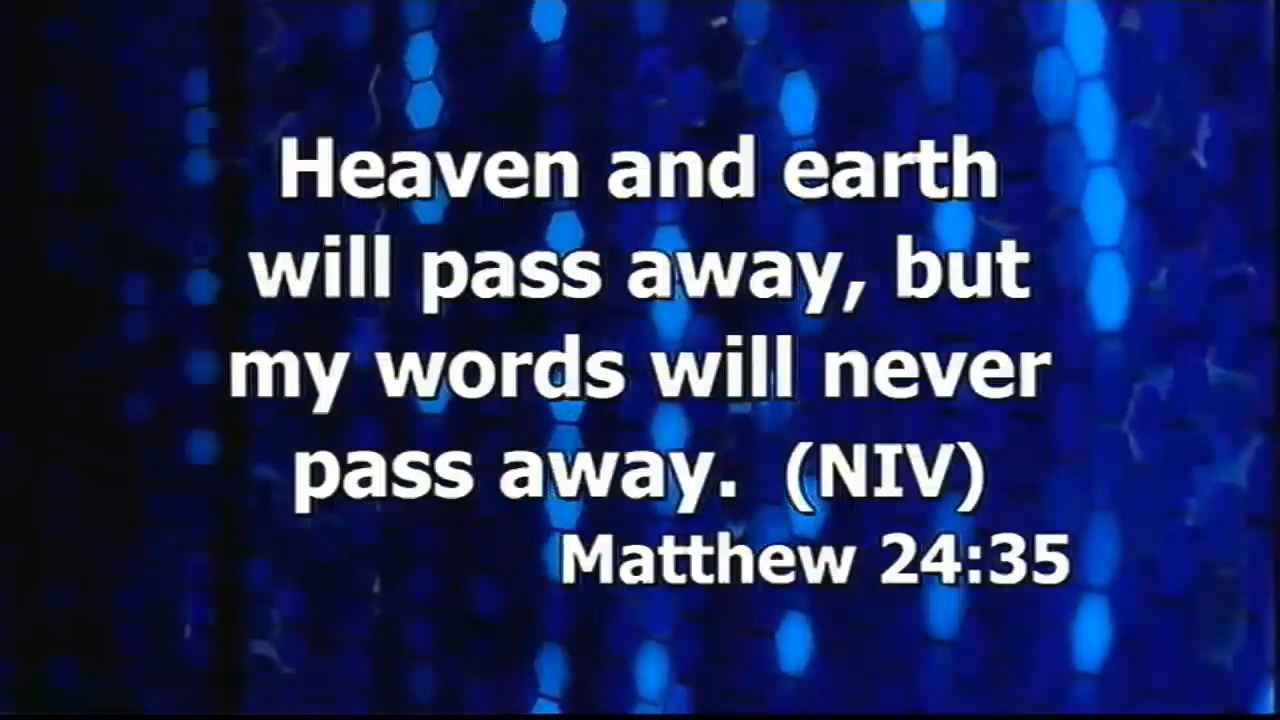 Heaven and earth
will pass away, but
my words will never
pass away.  (NIV)
Matthew 24:35